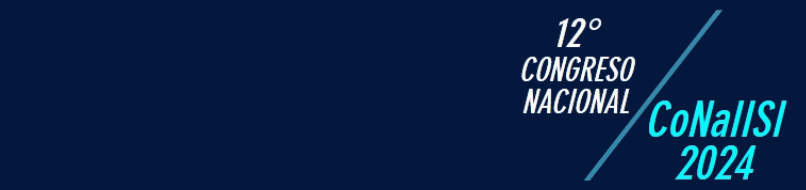 12°
CONGRESO
NACIONAL
CoNaIISI
2024